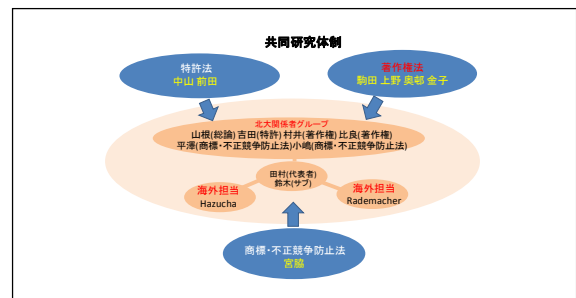 共同研究体制
特許法
中山 前田
著作権法
駒田 上野 奥邨 金子
北大関係者グループ
山根(総論)吉田(特許)村井(著作権)比良(著作権)
平澤(商標・不正競争防止法)小嶋(商標・不正競争防止法)
田村(代表者)
鈴木(サブ)
海外担当
Hazucha
海外担当
Rademacher
商標・不正競争防止法
宮脇